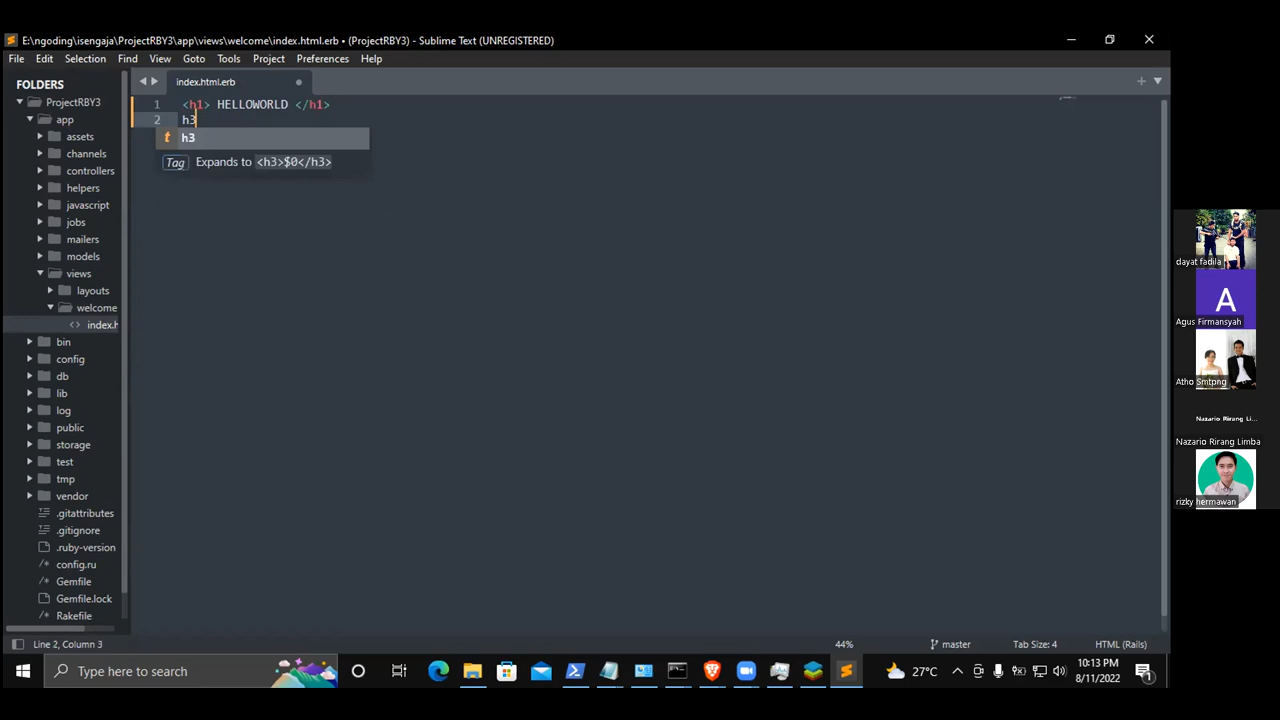 E:\ngoding\isengaja\ProjectRBY3\app\views\welcome\index.html.erb • (ProjectRBY3) - Sublime Text (UNREGISTERED)
File Edit Selection Find View Goto Tools Project Preferences Help
FOLDERS
ProjectRBY3
app
assets
channels
controllers
helpers
javascript
jobs
mailers
models
views
layouts
welcome
index.h
bin
config
db
lib
log
public
storage
test
tmp
vendor
.gitattributes
.gitignore
.ruby-version
config.ru
Gemfile
Gemfile.lock
Rakefile
index.html.erb
1 <h1> HELLOWORLD </h1>
2 h3
t h3
Tag Expands to <h3>$0</h3>
dayat fadila
A
Agus Firmansyah
Atho Smtpng
Nazario Rirang Li...
Nazario Rirang Limba
rizky hermawan
Line 2, Column 3 44% master Tab Size: 4 HTML (Rails)
Type here to search
27°C
10:13 PM
8/11/2022
1